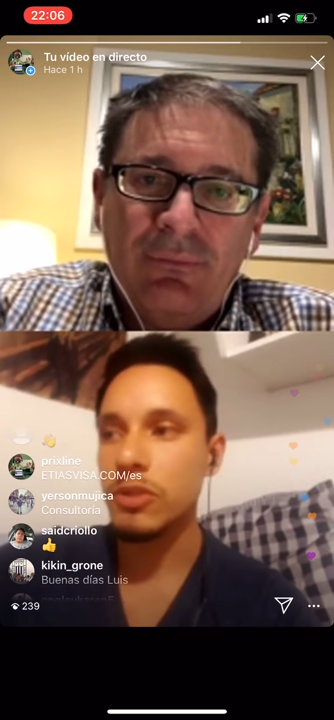 22:06
Tu vídeo en directo
Hace 1 h
prixline
ETIASVISA.COM/es
yersonmujica
Consultoria
saidcriollo
kikin_grone
Buenas días Luis
239